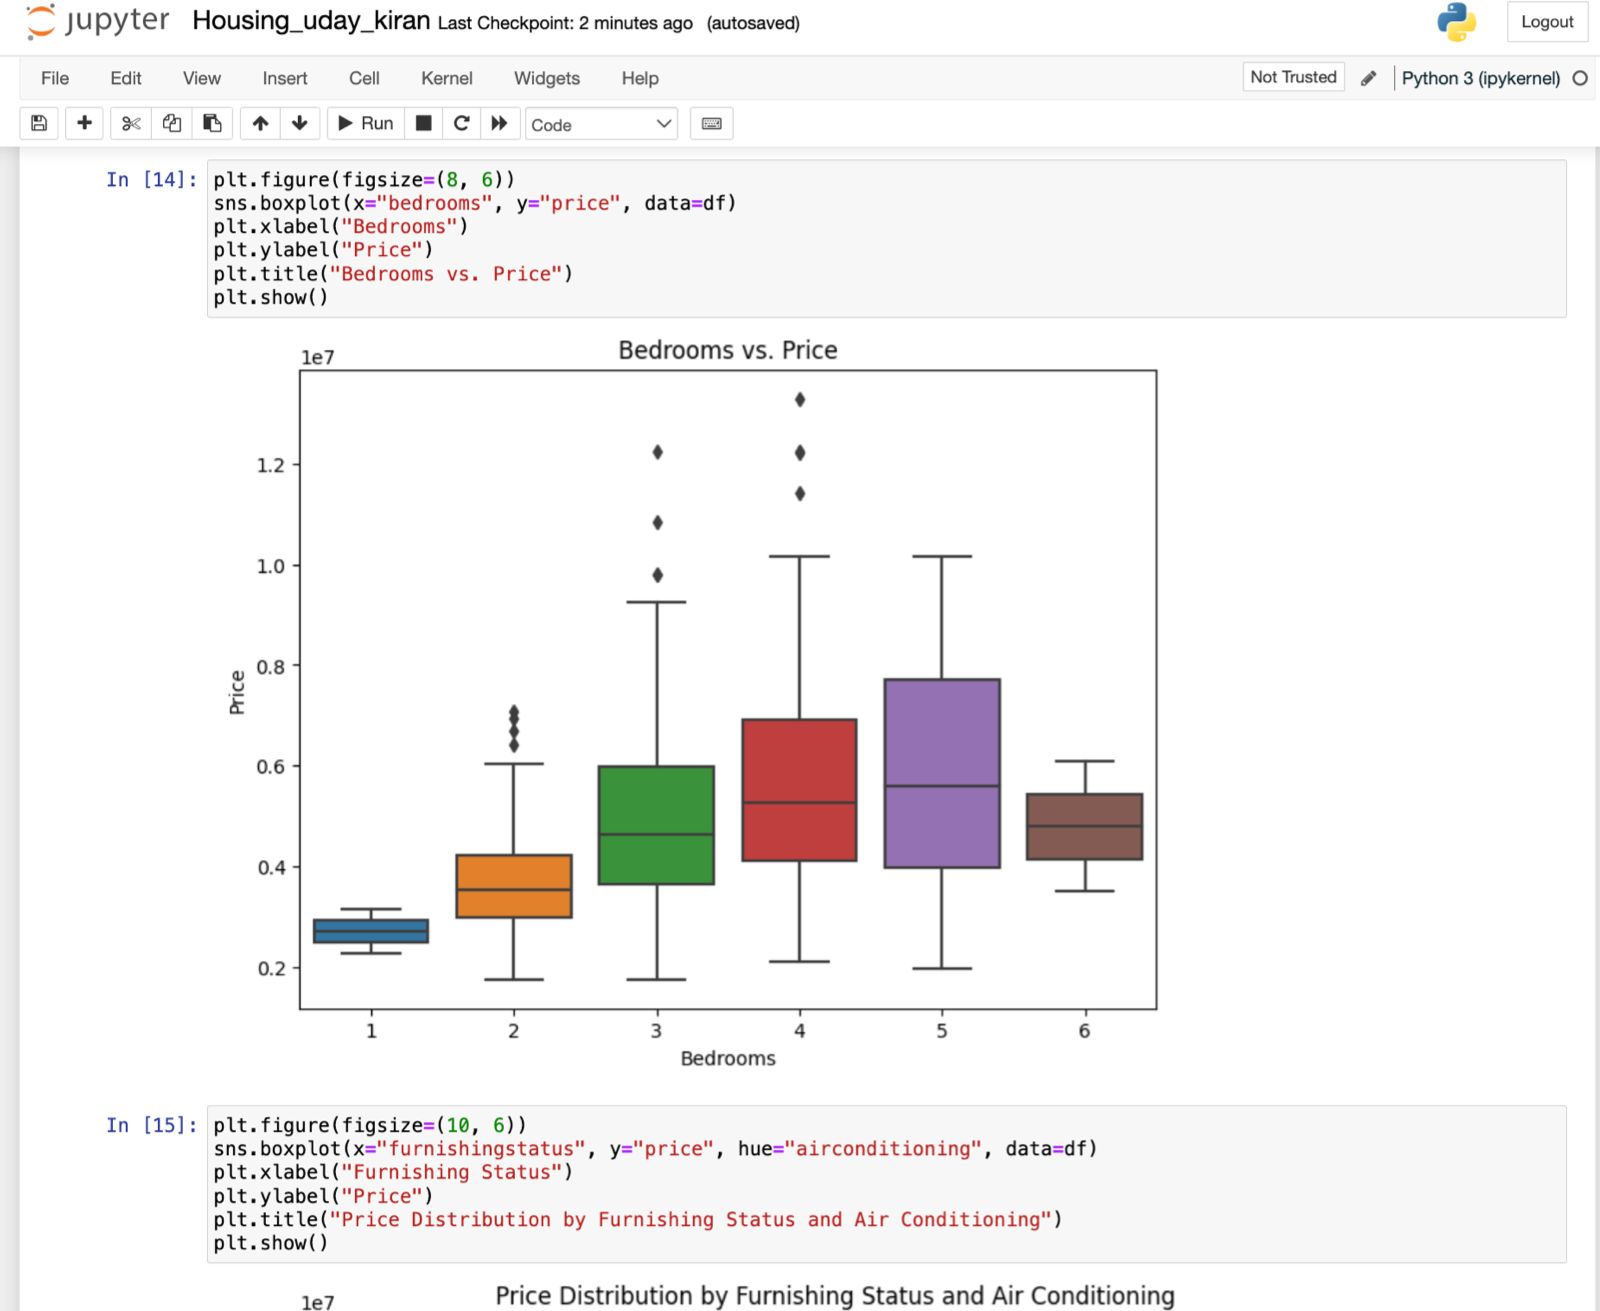 jupyter Housing_uday_kiran Last Checkpoint: 2 minutes ago (autosaved) Logout
File Edit View Insert Cell Kernel Widgets Help Not Trusted Python 3 (ipykernel)
Run Code
In [14]: plt.figure(figsize=(8, 6))
sns.boxplot(x="bedrooms", y="price", data=df)
plt.xlabel("Bedrooms")
plt.ylabel("Price")
plt.title("Bedrooms vs. Price")
plt.show()
Bedrooms vs. Price
1e7
1.2
1.0
0.8
Price
0.6
0.4
0.2
1 2 3 4 5 6
Bedrooms
In [15]: plt.figure(figsize=(10, 6))
sns.boxplot(x="furnishingstatus", y="price", hue="airconditioning", data=df)
plt.xlabel("Furnishing Status")
plt.ylabel("Price")
plt.title("Price Distribution by Furnishing Status and Air Conditioning")
plt.show()
Price Distribution by Furnishing Status and Air Conditioning
1e7